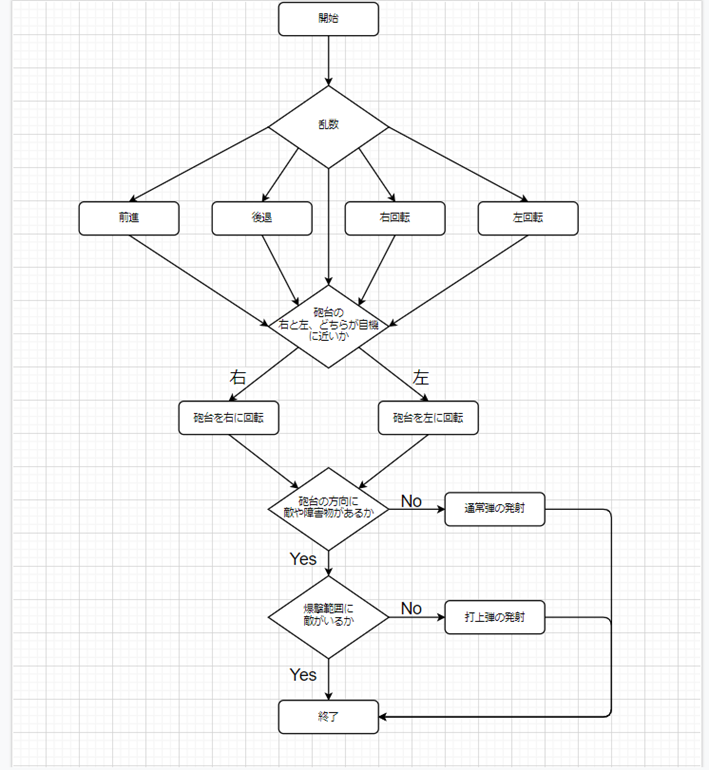 開始
乱数
前進
後退
右回転
左回転
砲台の
右と左、どちらが自機
に近いか
右
左
砲台を右に回転
砲台を左に回転
砲台の方向に
敵や障害物があるか
No
通常弾の発射
Yes
爆撃範囲に
敵がいるか
No
打上弾の発射
Yes
終了